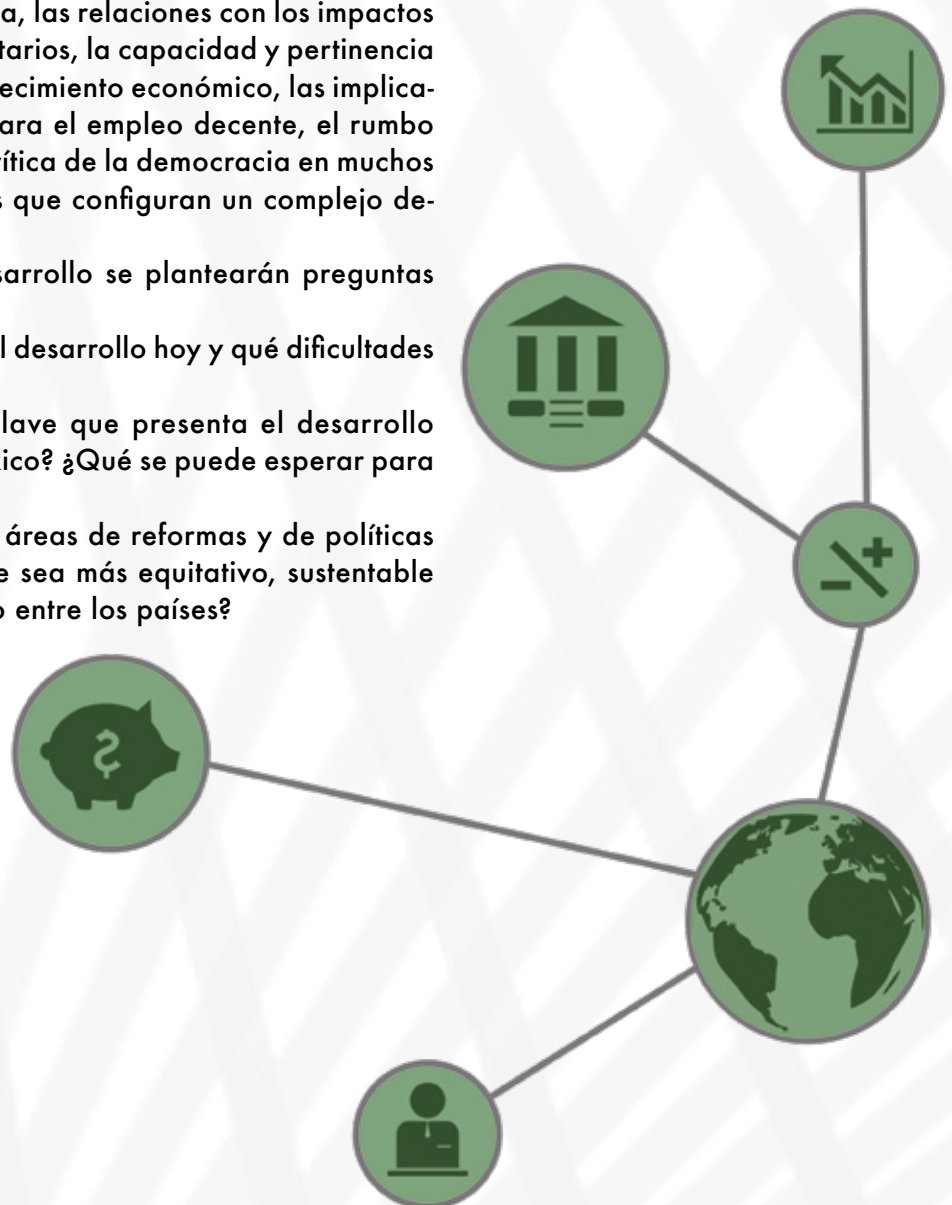 a, las relaciones con los impactos
tarios, la capacidad y pertinencia
ecimiento económico, las implica-
ara el empleo decente, el rumbo
rítica de la democracia en muchos
s que configuran un complejo de-
sarrollo se plantearán preguntas
l desarrollo hoy y qué dificultades
lave que presenta el desarrollo
xico? ¿Qué se puede esperar para
áreas de reformas y de políticas
e sea más equitativo, sustentable
o entre los países?